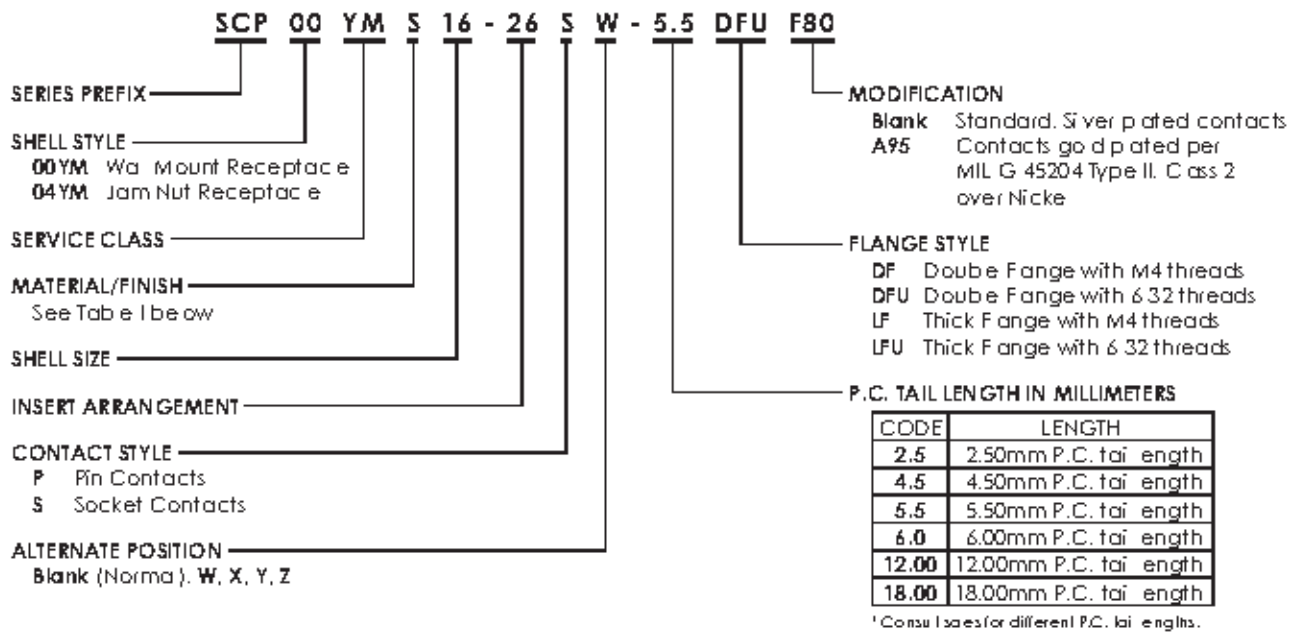 SCP 00 YM S 16 - 26 S W - 5.5 DFU F80
SERIES PREFIX
SHELL STYLE
00YM Wa Mount Receptac e
04YM Jam Nut Receptac e
SERVICE CLASS
MATERIAL/FINISH
See Tab e I be ow
SHELL SIZE
INSERT ARRANGEMENT
CONTACT STYLE
P Pin Contacts
S Socket Contacts
ALTERNATE POSITION
Blank (Norma ). W, X, Y, Z
MODIFICATION
Blank Standard. Si ver p ated contacts
A95 Contacts go d p ated per
MIL G 45204 Type II. C ass 2
over Nicke
FLANGE STYLE
DF Doub e F ange with M4 threads
DFU Doub e F ange with 6 32 threads
LF Thick F ange with M4 threads
LFU Thick F ange with 6 32 threads
P.C. TAIL LENGTH IN MILLIMETERS
CODE LENGTH
2.5 2.50mm P.C. tai ength
4.5 4.50mm P.C. tai ength
5.5 5.50mm P.C. tai ength
6.0 6.00mm P.C. tai ength
12.00 12.00mm P.C. tai ength
18.00 18.00mm P.C. tai ength
* Consu t sa es for different P.C. tai engths.